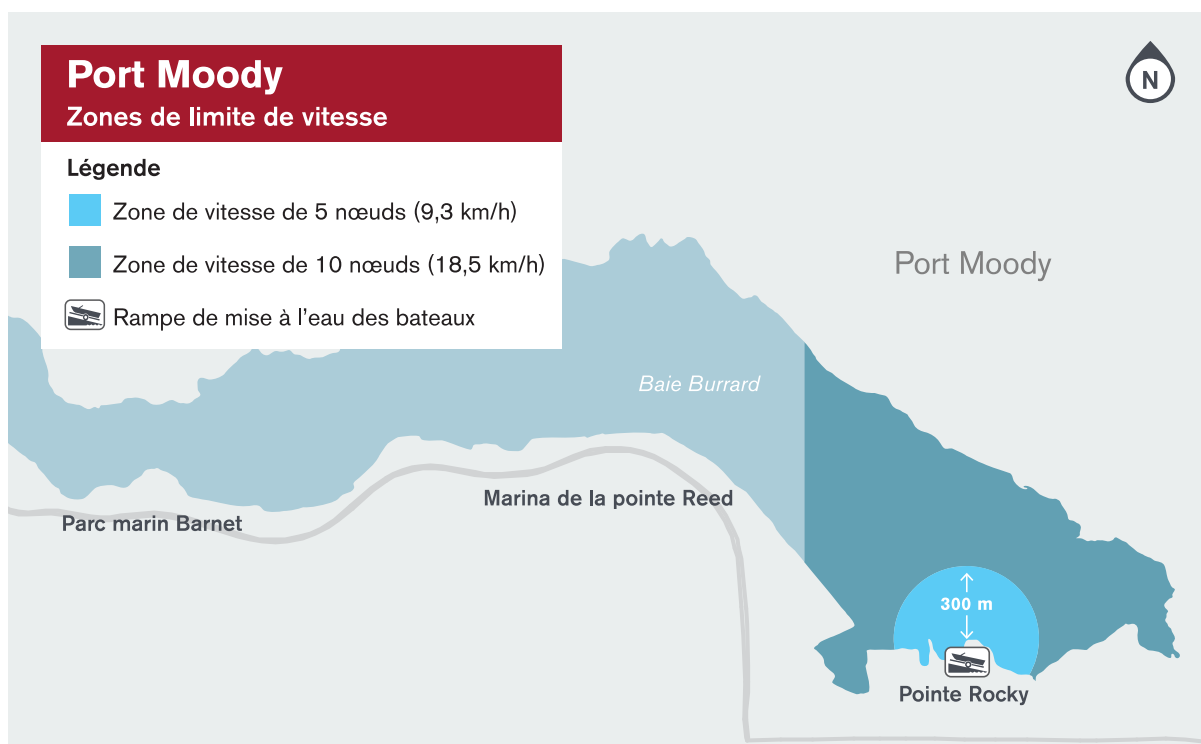 Port Moody
Zones de limite de vitesse
Légende
Zone de vitesse de 5 nœuds (9,3 km/h)
Zone de vitesse de 10 nœuds (18,5 km/h)
Rampe de mise à l'eau des bateaux
N
Port Moody
Baie Burrard
Marina de la pointe Reed
Parc marin Barnet
300 m
Pointe Rocky